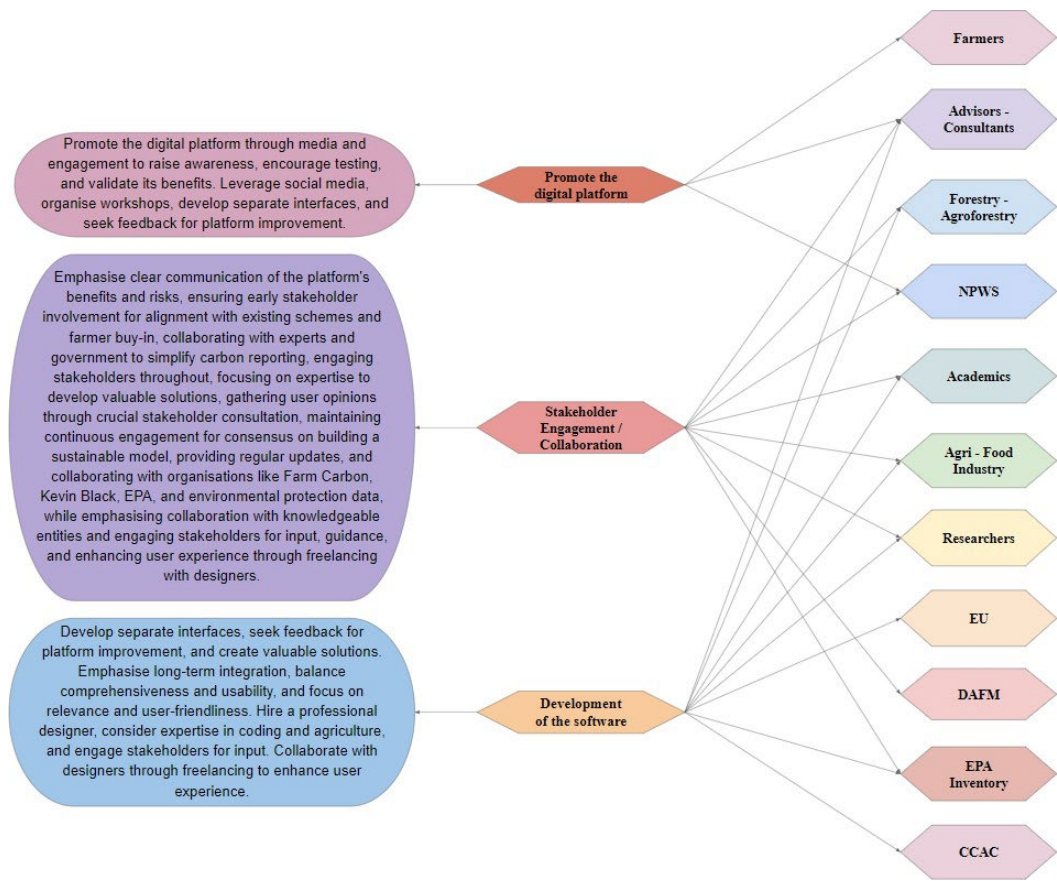 Promote the digital platform through media and
engagement to raise awareness, encourage testing,
and validate its benefits. Leverage social media,
organise workshops, develop separate interfaces, and
seek feedback for platform improvement.
Emphasise clear communication of the platform's
benefits and risks, ensuring early stakeholder
involvement for alignment with existing schemes and
farmer buy-in, collaborating with experts and
government to simplify carbon reporting, engaging
stakeholders throughout, focusing on expertise to
develop valuable solutions, gathering user opinions
through crucial stakeholder consultation, maintaining
continuous engagement for consensus on building a
sustainable model, providing regular updates, and
collaborating with organisations like Farm Carbon,
Kevin Black, EPA, and environmental protection data,
while emphasising collaboration with knowledgeable
entities and engaging stakeholders for input, guidance,
and enhancing user experience through freelancing
with designers.
Develop separate interfaces, seek feedback for
platform improvement, and create valuable solutions.
Emphasise long-term integration, balance
comprehensiveness and usability, and focus on
relevance and user-friendliness. Hire a professional
designer, consider expertise in coding and agriculture,
and engage stakeholders for input. Collaborate with
designers through freelancing to enhance user
experience.
Promote the
digital platform
Stakeholder
Engagement /
Collaboration
Development
of the software
Farmers
Advisors -
Consultants
Forestry -
Agroforestry
NPWS
Academics
Agri - Food
Industry
Researchers
EU
DAFM
EPA
Inventory
CCAC